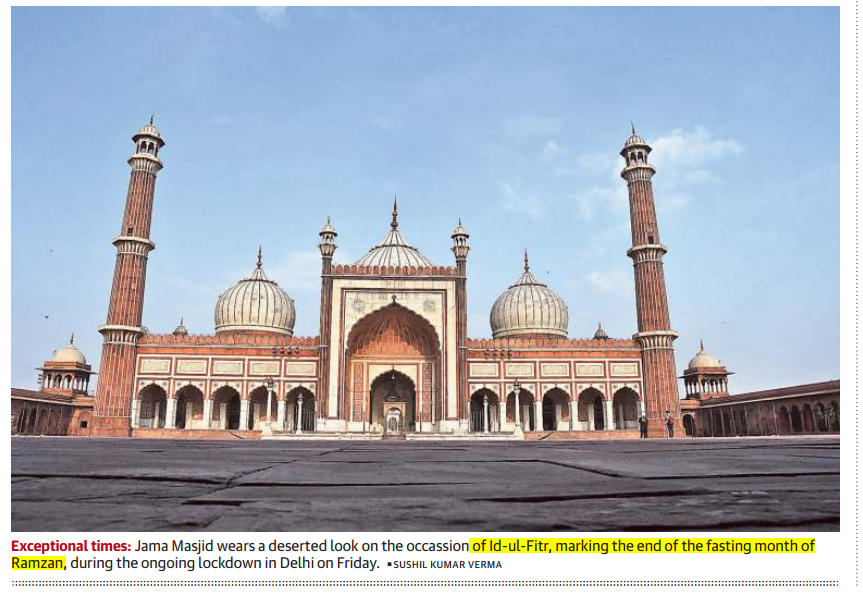 Exceptional times: Jama Masjid wears a deserted look on the occassion of Id-ul-Fitr, marking the end of the fasting month of
Ramzan, during the ongoing lockdown in Delhi on Friday. ▪SUSHIL KUMAR VERMA